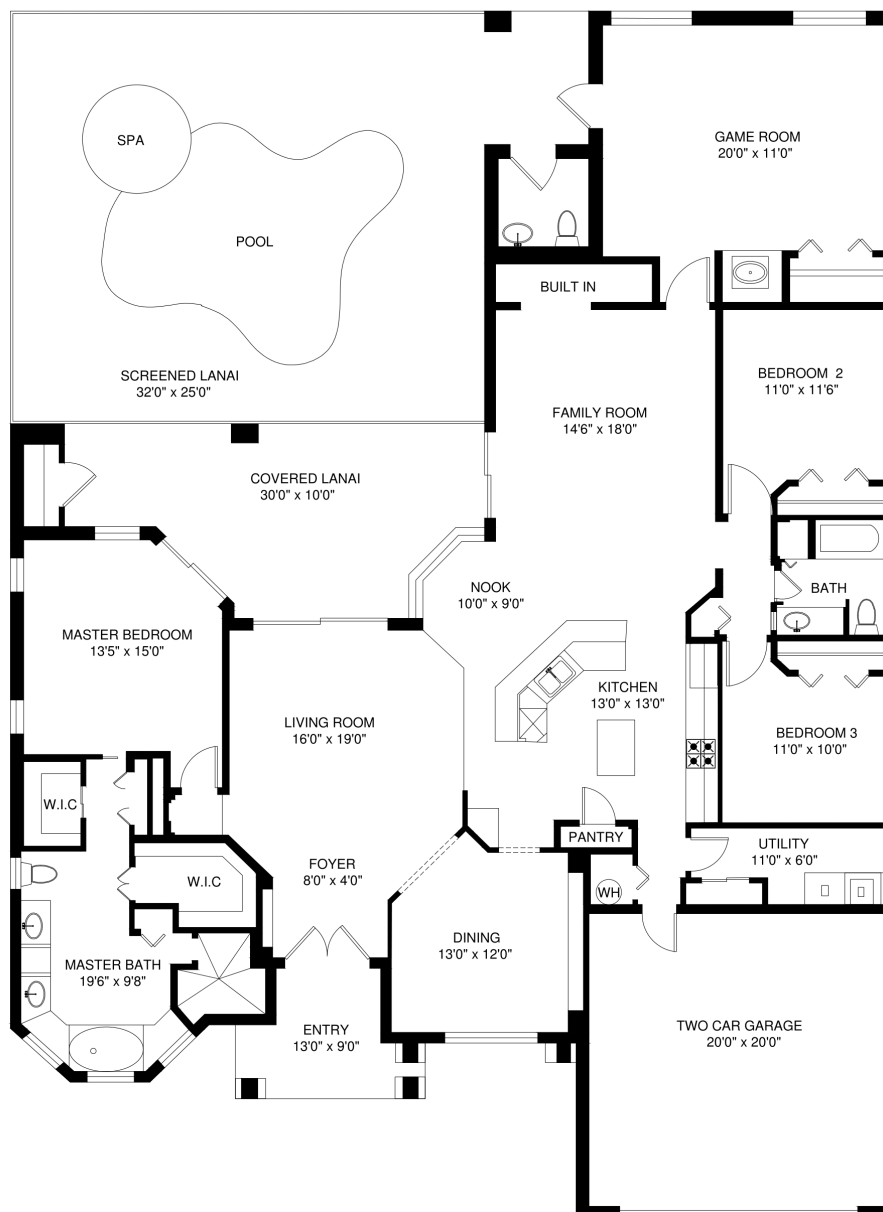 SPA
POOL
SCREENED LANAI
32'0" x 25'0"
GAME ROOM
20'0" x 11'0"
BUILT IN
FAMILY ROOM
14'6" x 18'0"
BEDROOM 2
11'0" x 11'6"
COVERED LANAI
30'0" x 10'0"
NOOK
10'0" x 9'0"
BATH
MASTER BEDROOM
13'5" x 15'0"
LIVING ROOM
16'0" x 19'0"
KITCHEN
13'0" x 13'0"
BEDROOM 3
11'0" x 10'0"
W.I.C
PANTRY
UTILITY
11'0" x 6'0"
FOYER
8'0" x 4'0"
W.I.C
WH
DINING
13'0" x 12'0"
MASTER BATH
19'6" x 9'8"
ENTRY
13'0" x 9'0"
TWO CAR GARAGE
20'0" x 20'0"